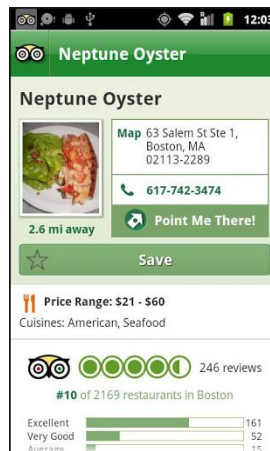 12:03
Neptune Oyster
Neptune Oyster
Map 63 Salem St Ste 1,
Boston, MA
02113-2289
617-742-3474
2.6 mi away
Point Me There!
Save
Price Range: $21 - $60
Cuisines: American, Seafood
246 reviews
#10 of 2169 restaurants in Boston
Excellent 161
Very Good 52
Average 15